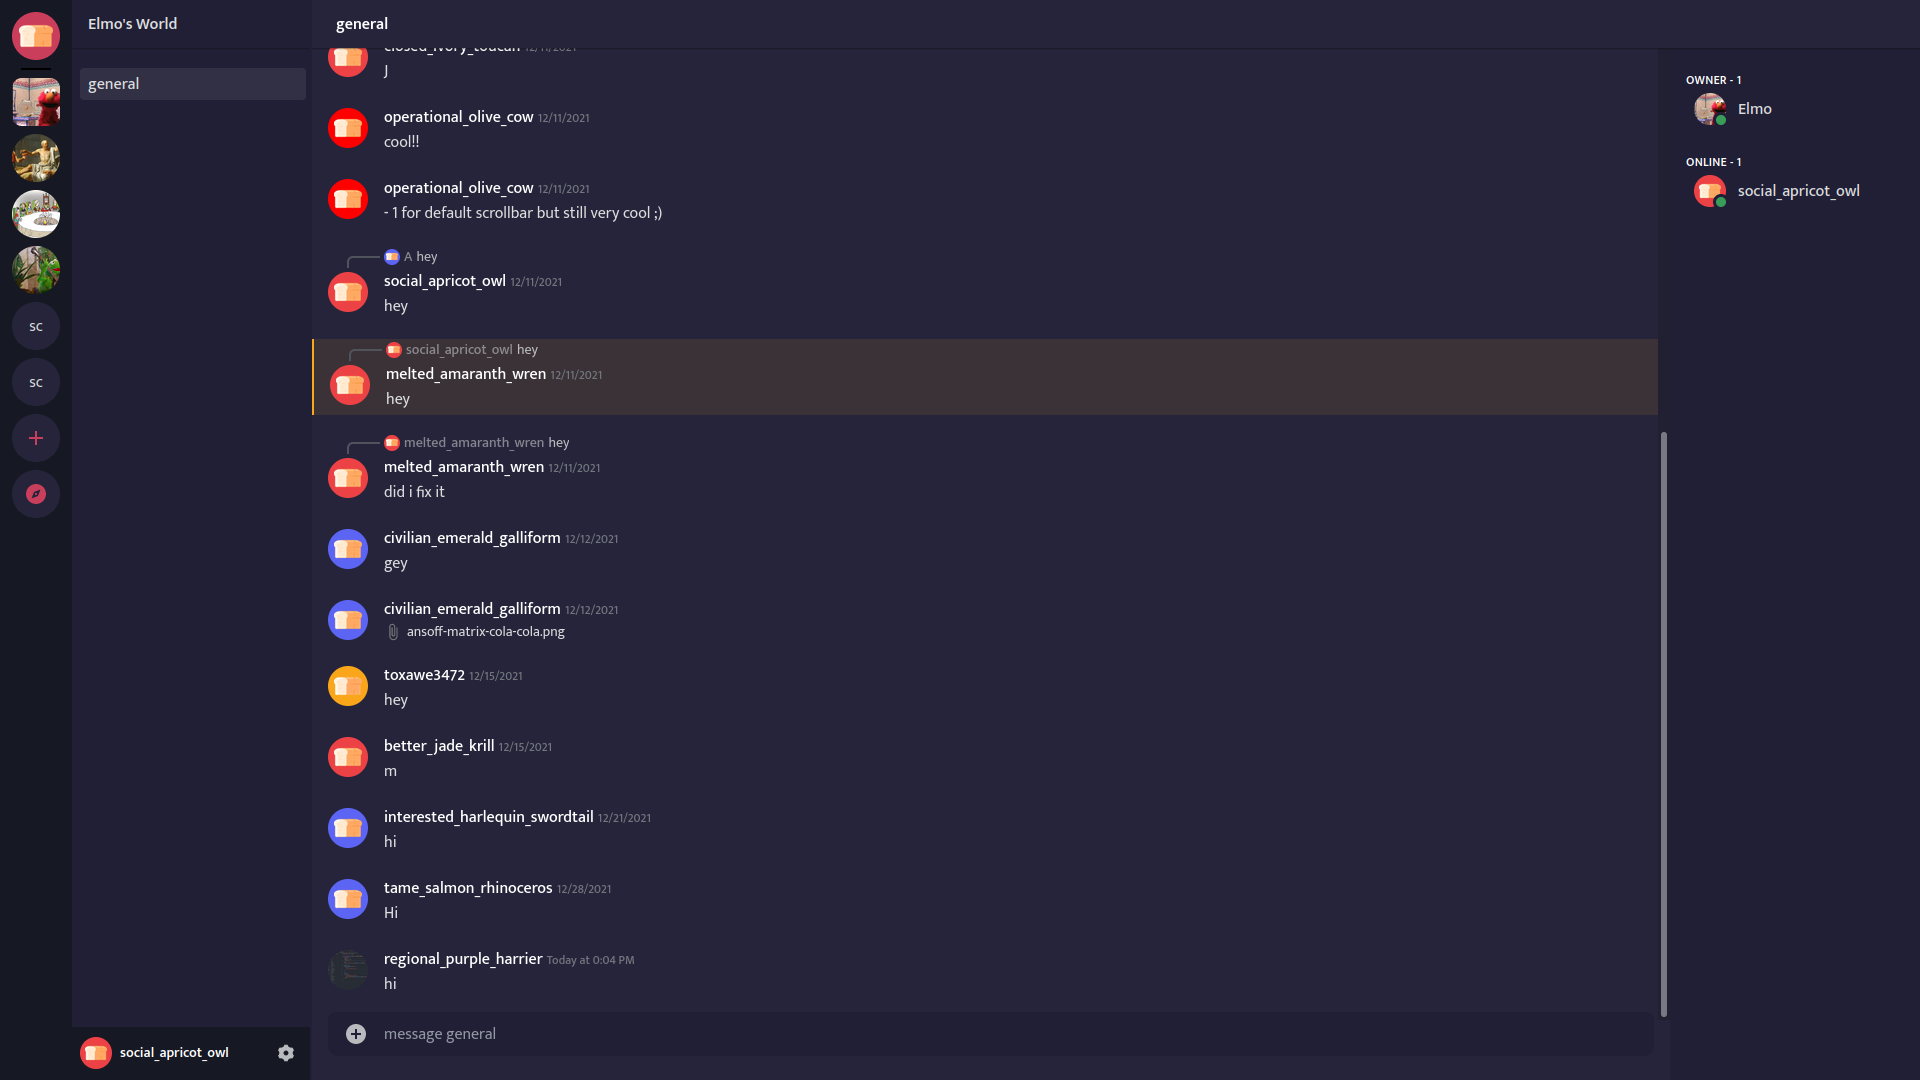 Elmo's World
general
general
SC
SC
social_apricot_owl
closed_ivory_toucan 12/11/2021
J
operational_olive_cow 12/11/2021
cool!!
operational_olive_cow 12/11/2021
- 1 for default scrollbar but still very cool ;)
A hey
social_apricot_owl 12/11/2021
hey
social_apricot_owl hey
melted_amaranth_wren 12/11/2021
hey
melted_amaranth_wren hey
melted_amaranth_wren 12/11/2021
did i fix it
civilian_emerald_galliform 12/12/2021
gey
civilian_emerald_galliform 12/12/2021
ansoff-matrix-cola-cola.png
toxawe3472 12/15/2021
hey
better_jade_krill 12/15/2021
m
interested_harlequin_swordtail 12/21/2021
hi
tame_salmon_rhinoceros 12/28/2021
Hi
regional_purple_harrier Today at 0:04 PM
hi
message general
OWNER - 1
Elmo
ONLINE - 1
social_apricot_owl